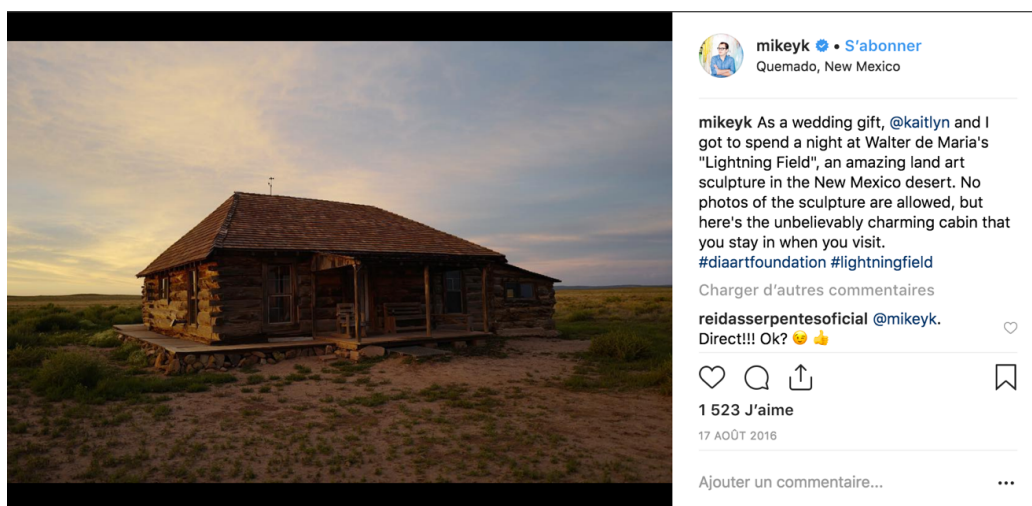 mikeyk • S'abonner
Quemado, New Mexico
mikeyk As a wedding gift, @kaitlyn and I
got to spend a night at Walter de Maria's
"Lightning Field", an amazing land art
sculpture in the New Mexico desert. No
photos of the sculpture are allowed, but
here's the unbelievably charming cabin that
you stay in when you visit.
#diaartfoundation #lightningfield
Charger d'autres commentaires
reidasserpentesoficial @mikeyk.
Direct!!! Ok? 😉 👍
1 523 J'aime
17 AOÛT 2016
Ajouter un commentaire...